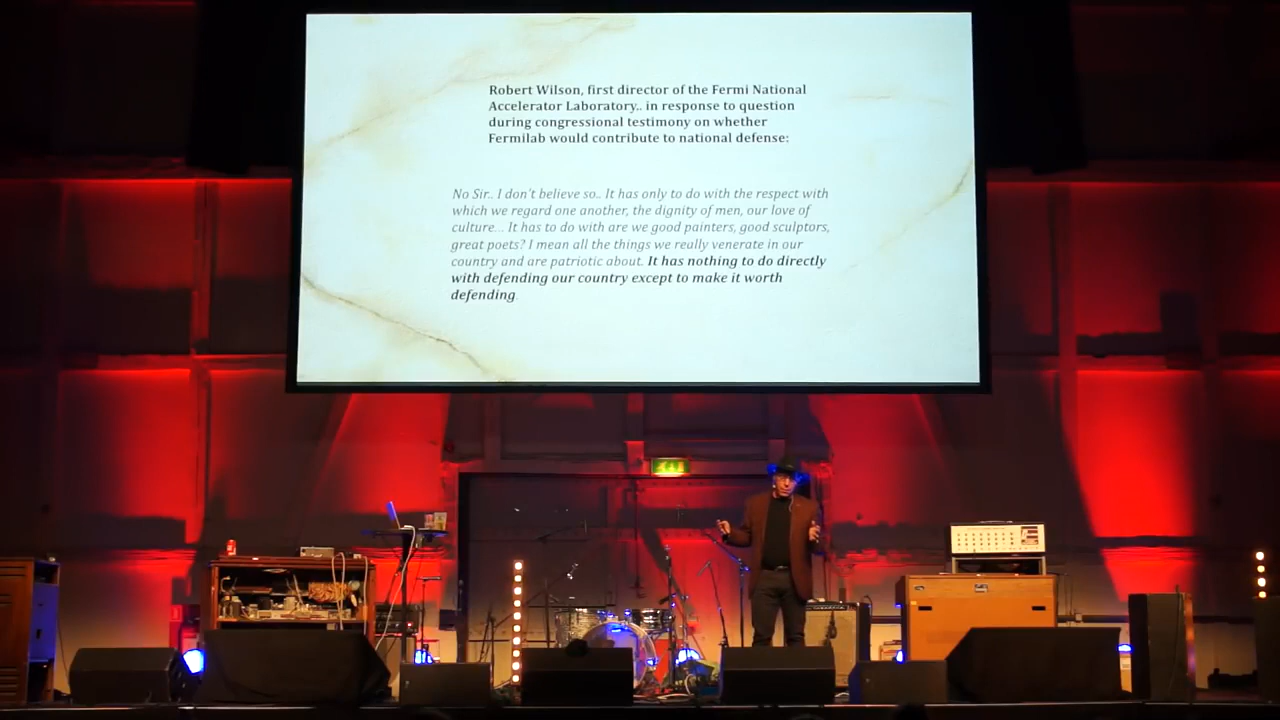 Robert Wilson, first director of the Fermi National
Accelerator Laboratory.. in response to question
during congressional testimony on whether
Fermilab would contribute to national defense:
No Sir.. I don't believe so.. It has only to do with the respect with
which we regard one another, the dignity of men, our love of
culture... It has to do with are we good painters, good sculptors,
great poets? I mean all the things we really venerate in our
country and are patriotic about. It has nothing to do directly
with defending our country except to make it worth
defending.